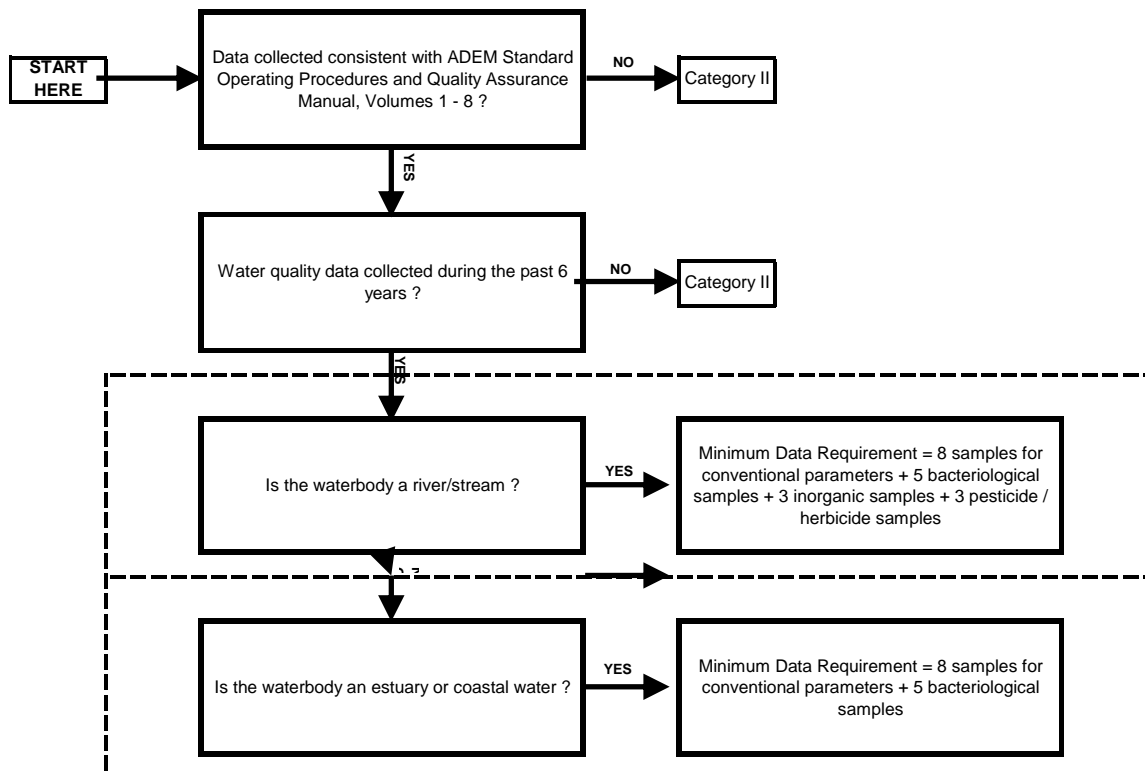 START
HERE
Data collected consistent with ADEM Standard
Operating Procedures and Quality Assurance
Manual, Volumes 1 - 8 ?
NO
Category II
YES
Water quality data collected during the past 6
years ?
NO
Category II
YES
Is the waterbody a river/stream ?
YES
Minimum Data Requirement = 8 samples for
conventional parameters + 5 bacteriological
samples + 3 inorganic samples + 3 pesticide /
herbicide samples
Is the waterbody an estuary or coastal water ?
YES
Minimum Data Requirement = 8 samples for
conventional parameters + 5 bacteriological
samples